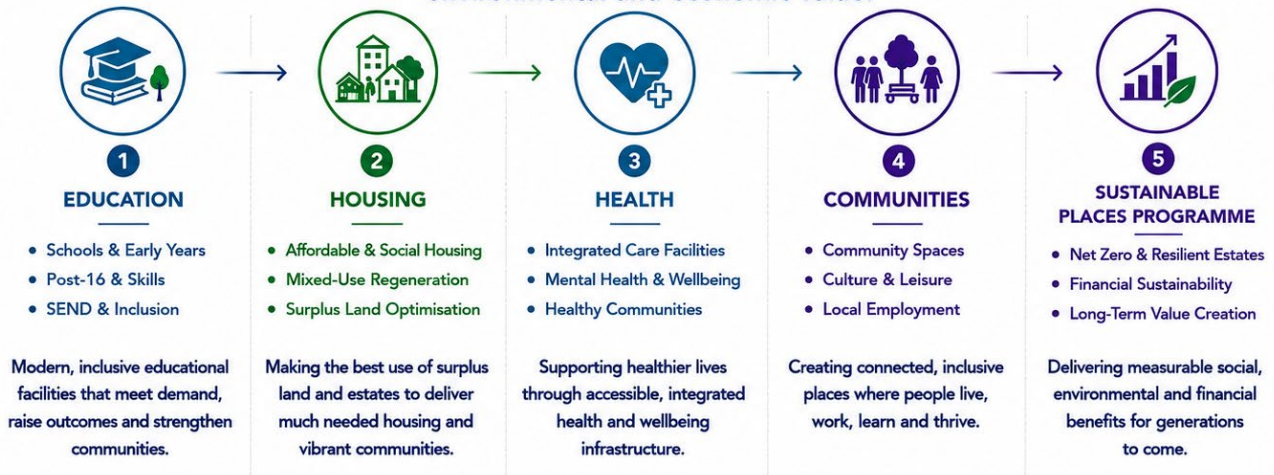 environmental and economic value.
1
EDUCATION
• Schools & Early Years
• Post-16 & Skills
• SEND & Inclusion
Modern, inclusive educational
facilities that meet demand,
raise outcomes and strengthen
communities.
2
HOUSING
• Affordable & Social Housing
• Mixed-Use Regeneration
• Surplus Land Optimisation
Making the best use of surplus
land and estates to deliver
much needed housing and
vibrant communities.
3
HEALTH
• Integrated Care Facilities
• Mental Health & Wellbeing
• Healthy Communities
Supporting healthier lives
through accessible, integrated
health and wellbeing
infrastructure.
4
COMMUNITIES
• Community Spaces
• Culture & Leisure
• Local Employment
Creating connected, inclusive
places where people live,
work, learn and thrive.
5
SUSTAINABLE
PLACES PROGRAMME
• Net Zero & Resilient Estates
• Financial Sustainability
• Long-Term Value Creation
Delivering measurable social,
environmental and financial
benefits for generations
to come.